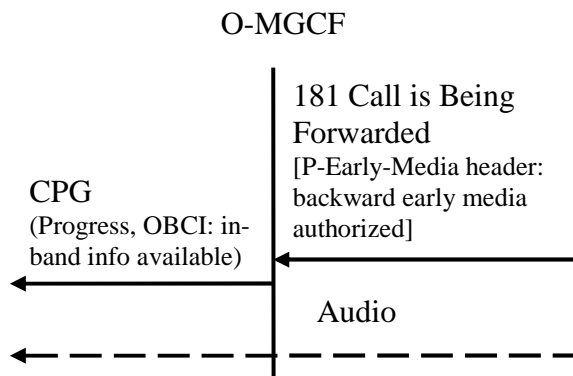 O-MGCF
181 Call is Being
Forwarded
[P-Early-Media header:
backward early media
authorized]
CPG
(Progress, OBCI: in-
band info available)
Audio